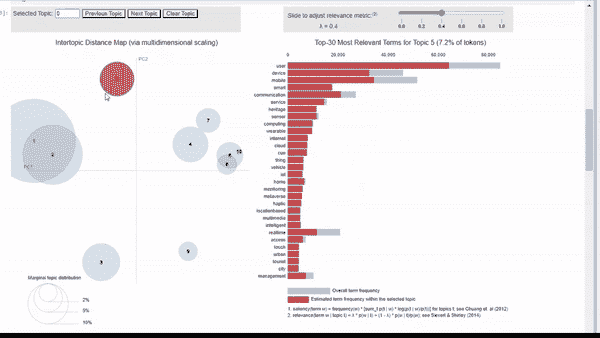 Selected Topic: 0 Previous Topic Next Topic Clear Topic
Slide to adjust relevance metric:(2)
λ = 0.4
0.0 0.2 0.4 0.6 0.8 1.0
Intertopic Distance Map (via multidimensional scaling)
PC2
PC1
1
2
3
4
7
9
10
Marginal topic distribution
2%
5%
10%
Top-30 Most Relevant Terms for Topic 5 (7.2% of tokens)
0 20,000 40,000 60,000 80,000
user
device
mobile
smart
communication
service
heritage
sensor
computing
wearable
internet
cloud
thing
vehicle
iot
home
monitoring
metaverse
haptic
locationbased
multimedia
intelligent
realtime
access
touch
urban
tourist
city
management
Overall term frequency
Estimated term frequency within the selected topic
1. saliency(term w) = frequency(w) * [sum_t p(t | w) * log(p(t | w)/p(t))] for topics t; see Chuang et. al (2012)
2. relevance(term w | topic t) = λ * p(w | t) + (1 - λ) * p(w | t)/p(w); see Sievert & Shirley (2014)